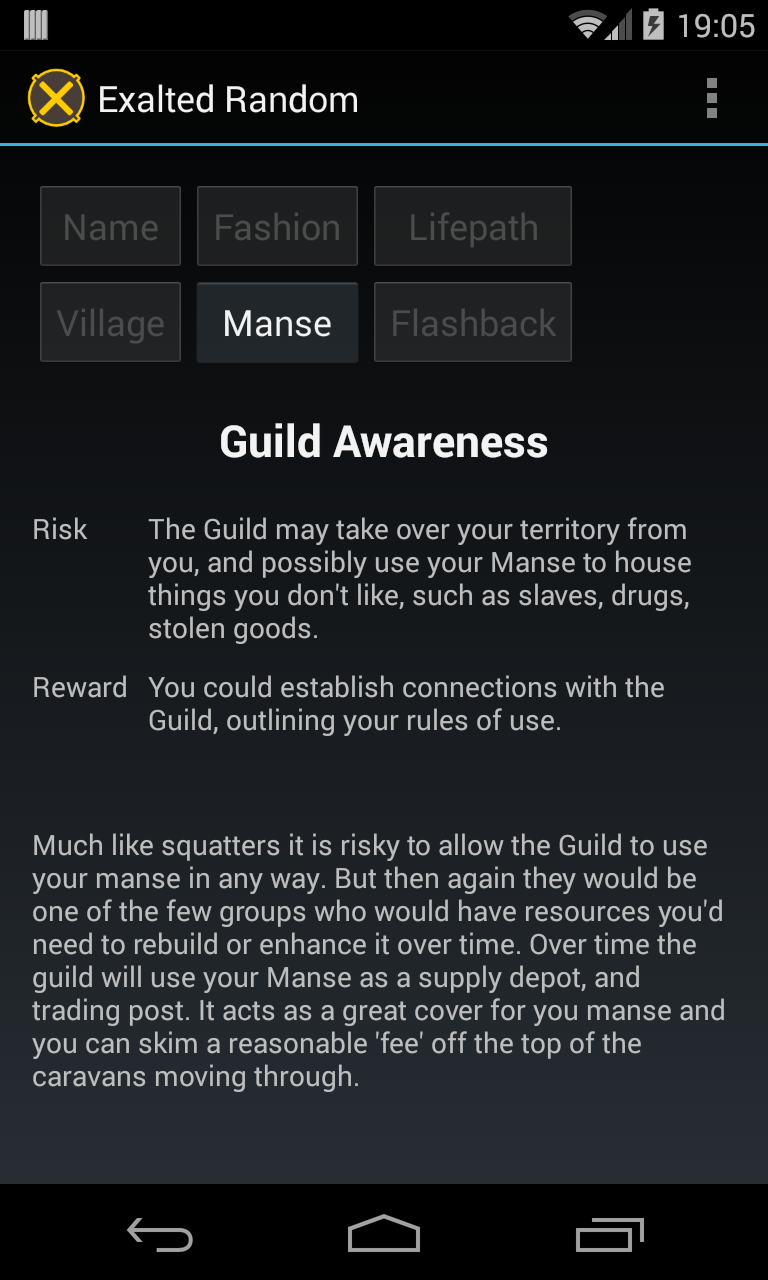 19:05
Exalted Random
Name Fashion Lifepath
Village Manse Flashback
Guild Awareness
Risk The Guild may take over your territory from
you, and possibly use your Manse to house
things you don't like, such as slaves, drugs,
stolen goods.
Reward You could establish connections with the
Guild, outlining your rules of use.
Much like squatters it is risky to allow the Guild to use
your manse in any way. But then again they would be
one of the few groups who would have resources you'd
need to rebuild or enhance it over time. Over time the
guild will use your Manse as a supply depot, and
trading post. It acts as a great cover for you manse and
you can skim a reasonable 'fee' off the top of the
caravans moving through.